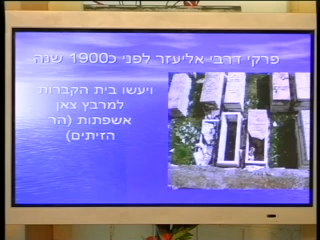 פרקי דרבי אליעזר לפני כ1900 שנה
ויעשו בית הקברות
למרבץ צאן
אשפתות (הר
הזיתים)